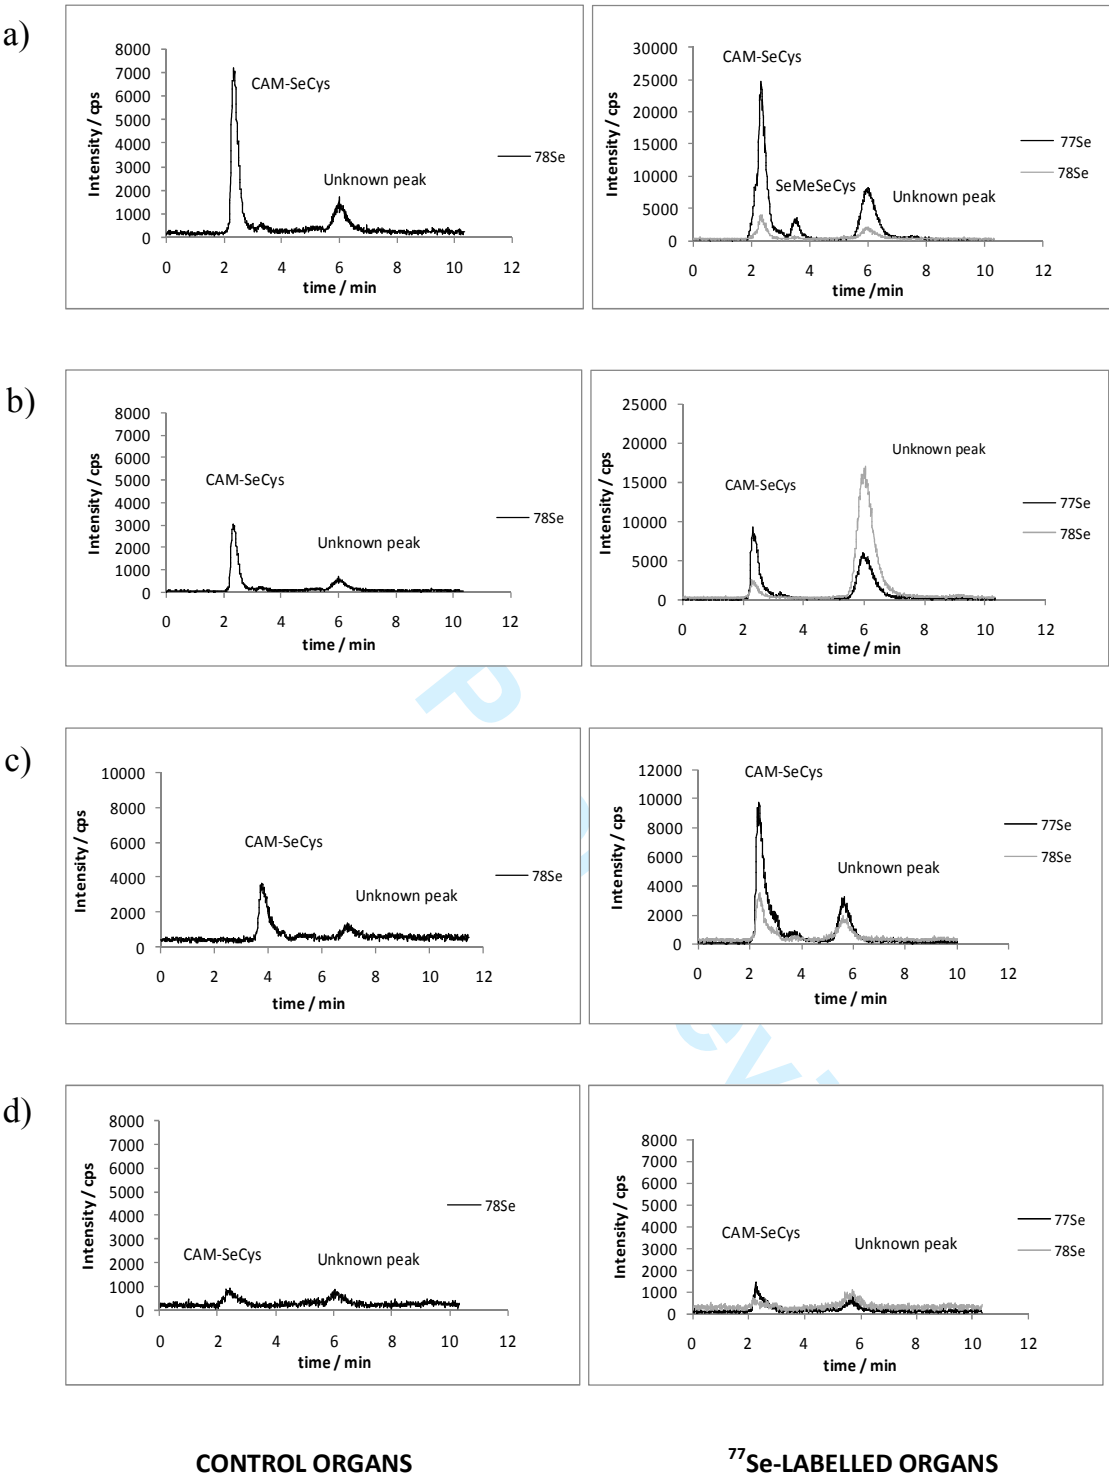 a)
8000
7000
6000
5000
4000
3000
2000
1000
0
Intensity / cps
CAM-SeCys
Unknown peak
78Se
0 2 4 6 8 10 12
time / min
30000
25000
20000
15000
10000
5000
0
Intensity / cps
CAM-SeCys
SeMeSeCys
Unknown peak
77Se
78Se
0 2 4 6 8 10 12
time /min
b)
8000
7000
6000
5000
4000
3000
2000
1000
0
Intensity / cps
CAM-SeCys
Unknown peak
78Se
0 2 4 6 8 10 12
time / min
25000
20000
15000
10000
5000
0
Intensity / cps
CAM-SeCys
Unknown peak
77Se
78Se
0 2 4 6 8 10 12
time / min
c)
10000
8000
6000
4000
2000
0
Intensity / cps
CAM-SeCys
Unknown peak
78Se
0 2 4 6 8 10 12
time / min
12000
10000
8000
6000
4000
2000
0
Intensity / cps
CAM-SeCys
Unknown peak
77Se
78Se
0 2 4 6 8 10 12
time / min
d)
8000
7000
6000
5000
4000
3000
2000
1000
0
Intensity / cps
CAM-SeCys
Unknown peak
78Se
0 2 4 6 8 10 12
time / min
8000
7000
6000
5000
4000
3000
2000
1000
0
Intensity / cps
CAM-SeCys
Unknown peak
77Se
78Se
0 2 4 6 8 10 12
time / min
CONTROL ORGANS
⁷⁷Se-LABELLED ORGANS